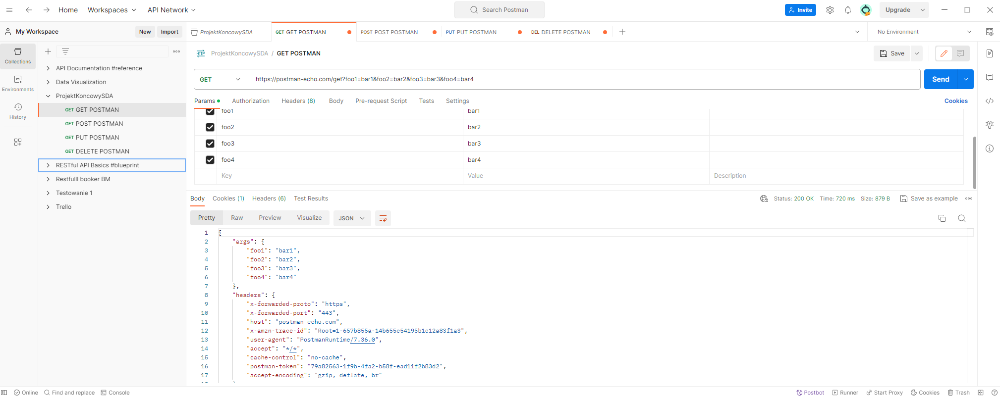 Home Workspaces API Network Search Postman Invite Upgrade
My Workspace New Import
ProjektKoncowySDA GET GET POSTMAN POST POST POSTMAN PUT PUT POSTMAN DEL DELETE POSTMAN No Environment
Collections
Environments
History
API Documentation #reference
Data Visualization
ProjektKoncowySDA
GET GET POSTMAN
GET POST POSTMAN
GET PUT POSTMAN
GET DELETE POSTMAN
RESTful API Basics #blueprint
Restfulll booker BM
Testowanie 1
Trello
HTTP ProjektKoncowySDA / GET POSTMAN Save
GET https://postman-echo.com/get?foo1=bar1&foo2=bar2&foo3=bar3&foo4=bar4 Send
Params Authorization Headers (8) Body Pre-request Script Tests Settings Cookies
foo1 bar1
foo2 bar2
foo3 bar3
foo4 bar4
Key Value Description
Body Cookies (1) Headers (6) Test Results Status: 200 OK Time: 720 ms Size: 879 B Save as example
Pretty Raw Preview Visualize JSON
1 {
2 "args": {
3 "foo1": "bar1",
4 "foo2": "bar2",
5 "foo3": "bar3",
6 "foo4": "bar4"
7 },
8 "headers": {
9 "x-forwarded-proto": "https",
10 "x-forwarded-port": "443",
11 "host": "postman-echo.com",
12 "x-amzn-trace-id": "Root=1-657b855a-14b655e54195b1c12a83f1a3",
13 "user-agent": "PostmanRuntime/7.36.0",
14 "accept": "*/*",
15 "cache-control": "no-cache",
16 "postman-token": "79a82563-1f9b-4fa2-b58f-ead11f2b83d2",
17 "accept-encoding": "gzip, deflate, br"
Online Find and replace Console Postbot Runner Start Proxy Cookies Trash